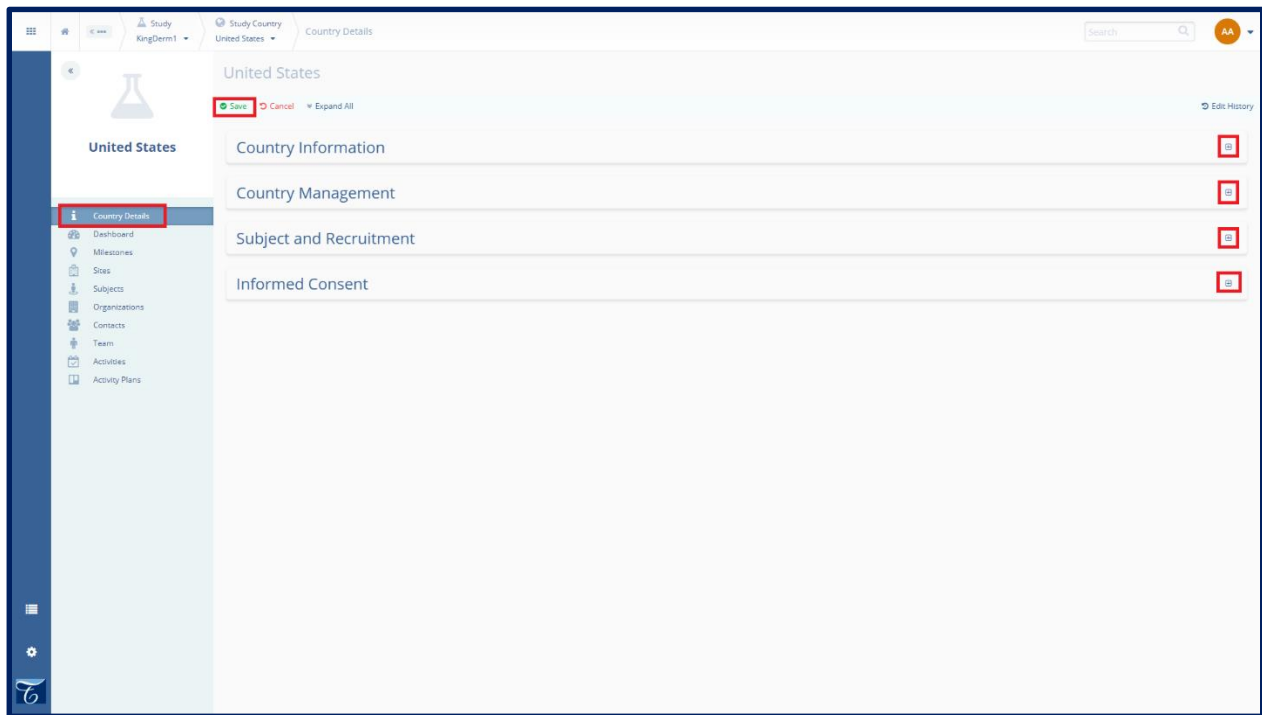 Study
KingDerm1
Study Country
United States
Country Details
Search
AA
United States
Save Cancel Expand All
Edit History
United States
Country Information
Country Management
Subject and Recruitment
Informed Consent
Country Details
Dashboard
Milestones
Sites
Subjects
Organizations
Contacts
Team
Activities
Activity Plans